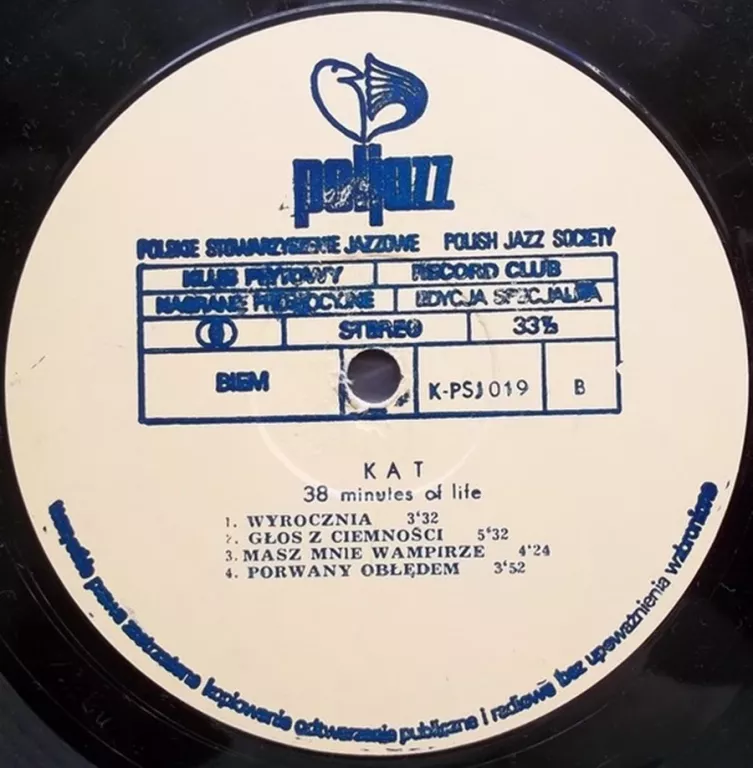 poljazz
POLSKIE STOWARZYSZENIE JAZZOWE POLISH JAZZ SOCIETY
KLUB PŁYTOWY RECORD CLUB
NAGRANIE PROMOCYJNE EDYCJA SPECJALNA
STEREO 33⅓
BIEM K-PSJ 019 B
KAT
38 minutes of life
1. WYROCZNIA 3'32
2. GŁOS Z CIEMNOŚCI 5'32
3. MASZ MNIE WAMPIRZE 4'24
4. PORWANY OBŁĘDEM 3'52
wszystkie prawa zastrzeżone kopiowanie odtwarzanie publiczne i radiowe bez upoważnienia wzbronione